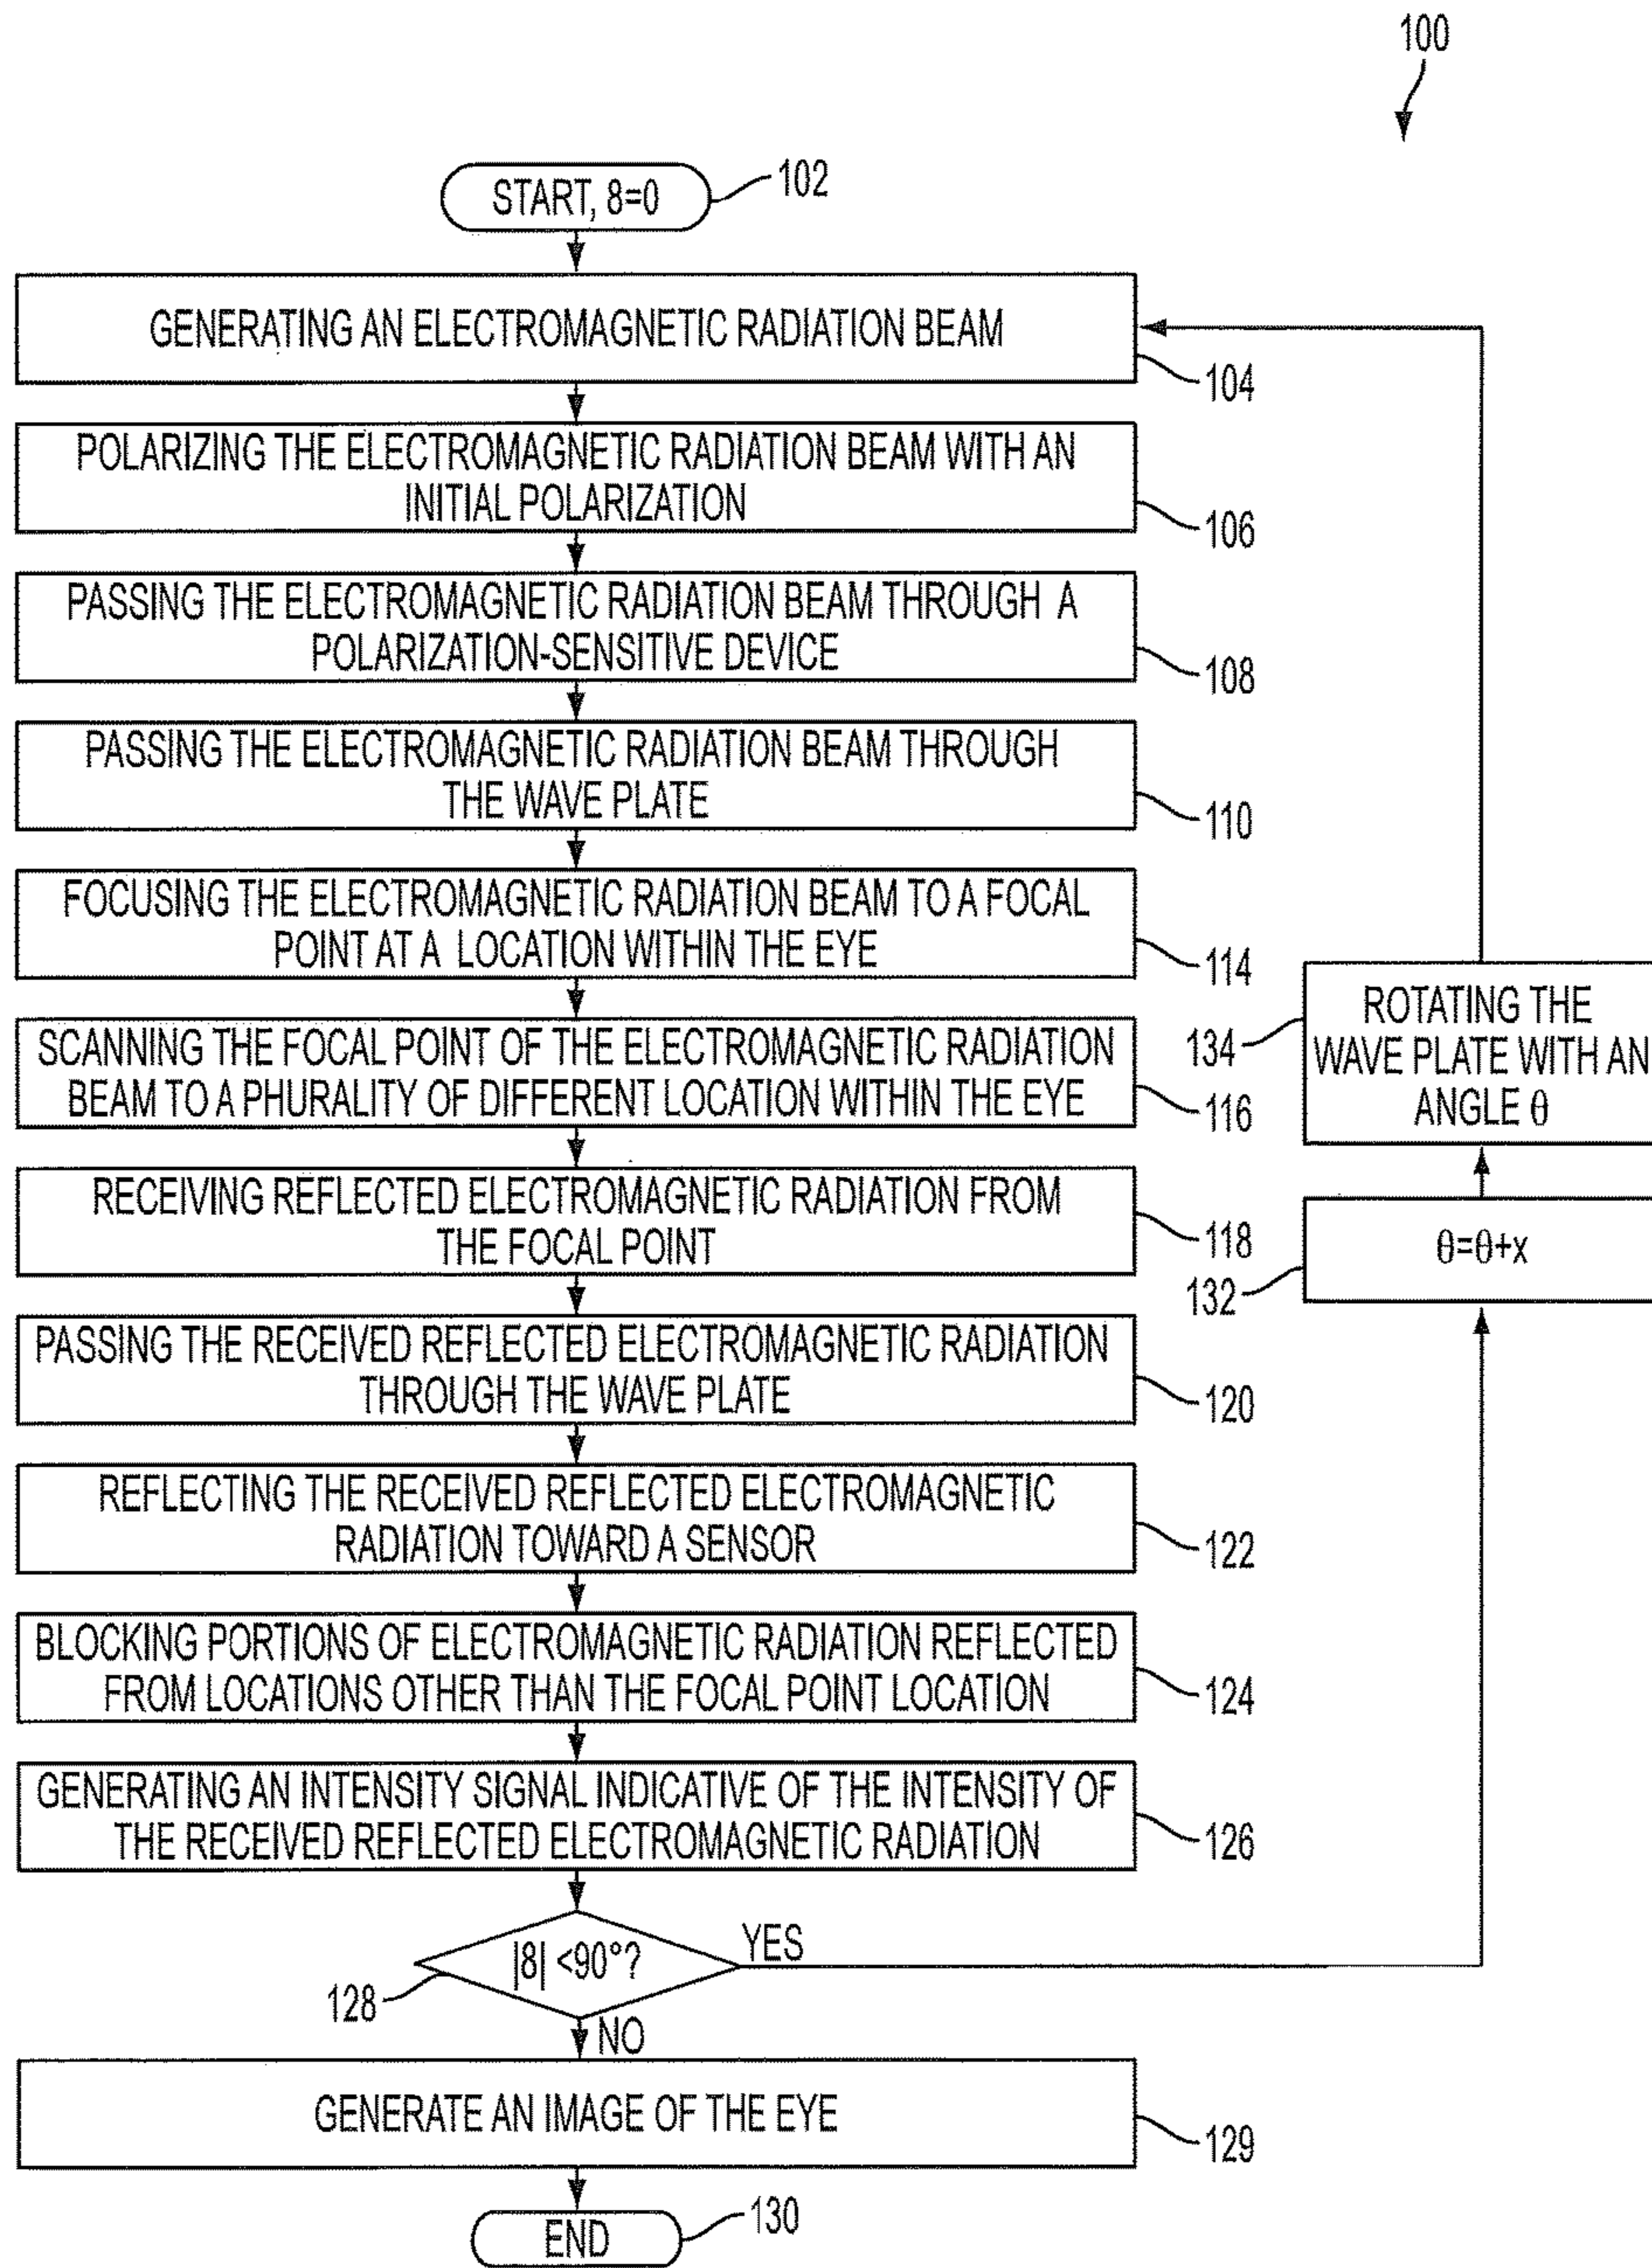 100
START, 8=0
102
GENERATING AN ELECTROMAGNETIC RADIATION BEAM
104
POLARIZING THE ELECTROMAGNETIC RADIATION BEAM WITH AN
INITIAL POLARIZATION
106
PASSING THE ELECTROMAGNETIC RADIATION BEAM THROUGH A
POLARIZATION-SENSITIVE DEVICE
108
PASSING THE ELECTROMAGNETIC RADIATION BEAM THROUGH
THE WAVE PLATE
110
FOCUSING THE ELECTROMAGNETIC RADIATION BEAM TO A FOCAL
POINT AT A LOCATION WITHIN THE EYE
114
SCANNING THE FOCAL POINT OF THE ELECTROMAGNETIC RADIATION
BEAM TO A PHURALITY OF DIFFERENT LOCATION WITHIN THE EYE
116
RECEIVING REFLECTED ELECTROMAGNETIC RADIATION FROM
THE FOCAL POINT
118
PASSING THE RECEIVED REFLECTED ELECTROMAGNETIC RADIATION
THROUGH THE WAVE PLATE
120
REFLECTING THE RECEIVED REFLECTED ELECTROMAGNETIC
RADIATION TOWARD A SENSOR
122
BLOCKING PORTIONS OF ELECTROMAGNETIC RADIATION REFLECTED
FROM LOCATIONS OTHER THAN THE FOCAL POINT LOCATION
124
GENERATING AN INTENSITY SIGNAL INDICATIVE OF THE INTENSITY OF
THE RECEIVED REFLECTED ELECTROMAGNETIC RADIATION
126
|8| <90°?
128
YES
NO
θ=θ+x
132
ROTATING THE
WAVE PLATE WITH AN
ANGLE θ
134
GENERATE AN IMAGE OF THE EYE
129
END
130